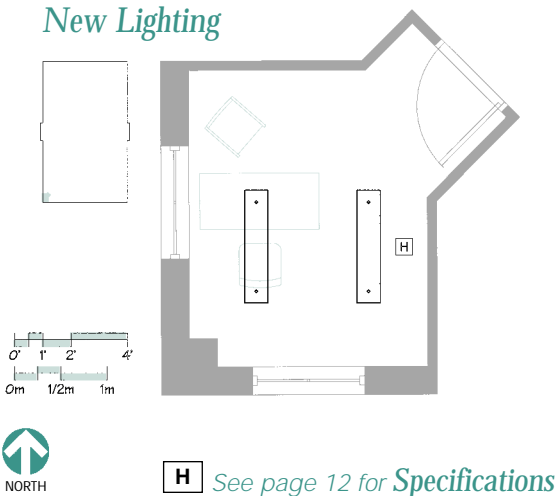 New Lighting
H
0' 1' 2' 4'
0m 1/2m 1m
NORTH
H See page 12 for Specifications